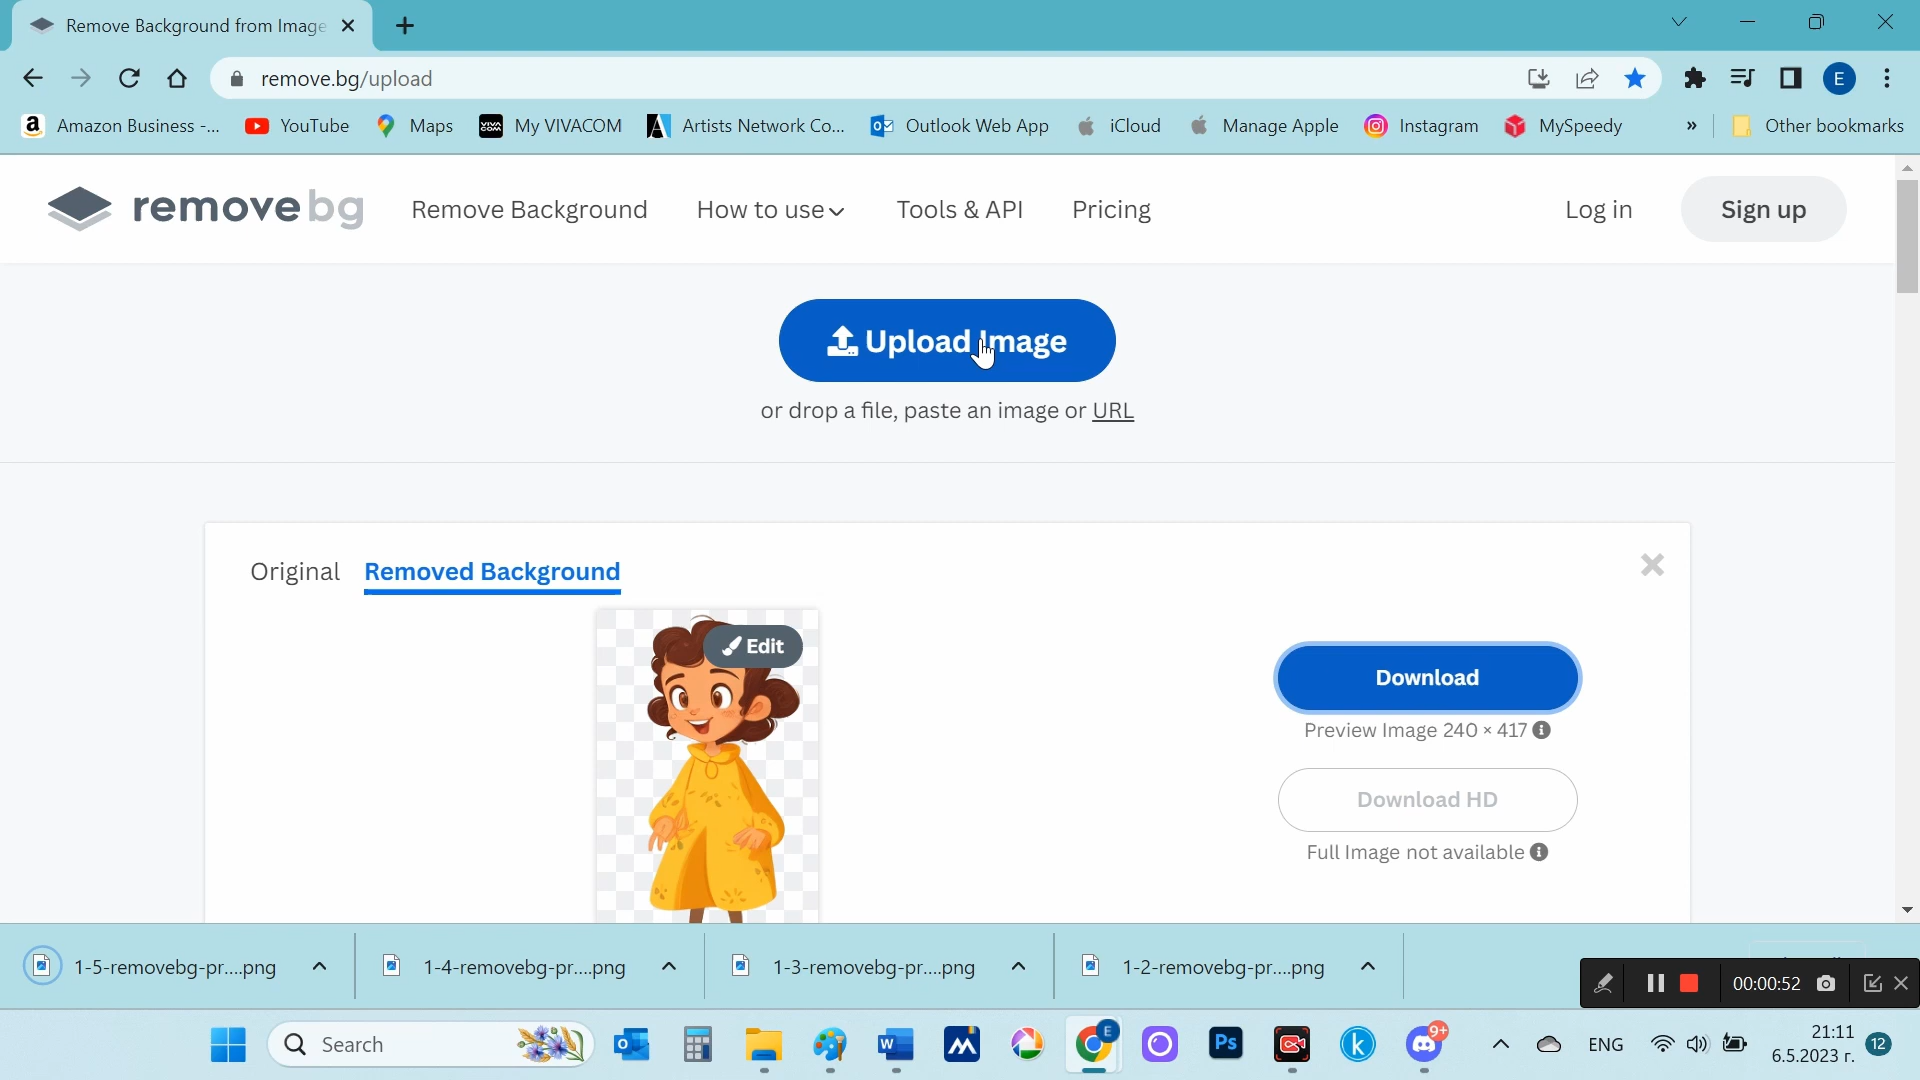 Remove Background from Image
remove.bg/upload
E
Amazon Business -...
YouTube
Maps
My VIVACOM
Artists Network Co...
Outlook Web App
iCloud
Manage Apple
Instagram
MySpeedy
»
Other bookmarks
removebg
Remove Background
How to use
Tools & API
Pricing
Log in
Sign up
Upload Image
or drop a file, paste an image or URL
Original
Removed Background
Edit
Download
Preview Image 240 × 417
Download HD
Full Image not available
1-5-removebg-pr....png
1-4-removebg-pr....png
1-3-removebg-pr....png
1-2-removebg-pr....png
00:00:52
Search
Ps
k
9+
ENG
21:11
6.5.2023 г.
12